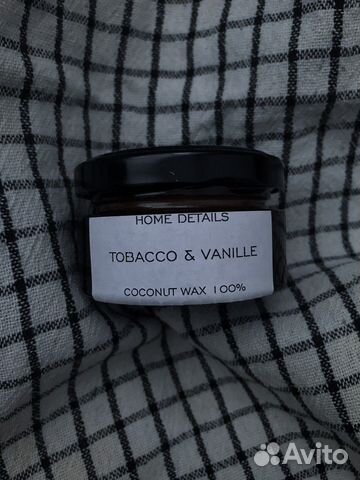 HOME DETAILS
TOBACCO & VANILLE
COCONUT WAX 100%
Avito